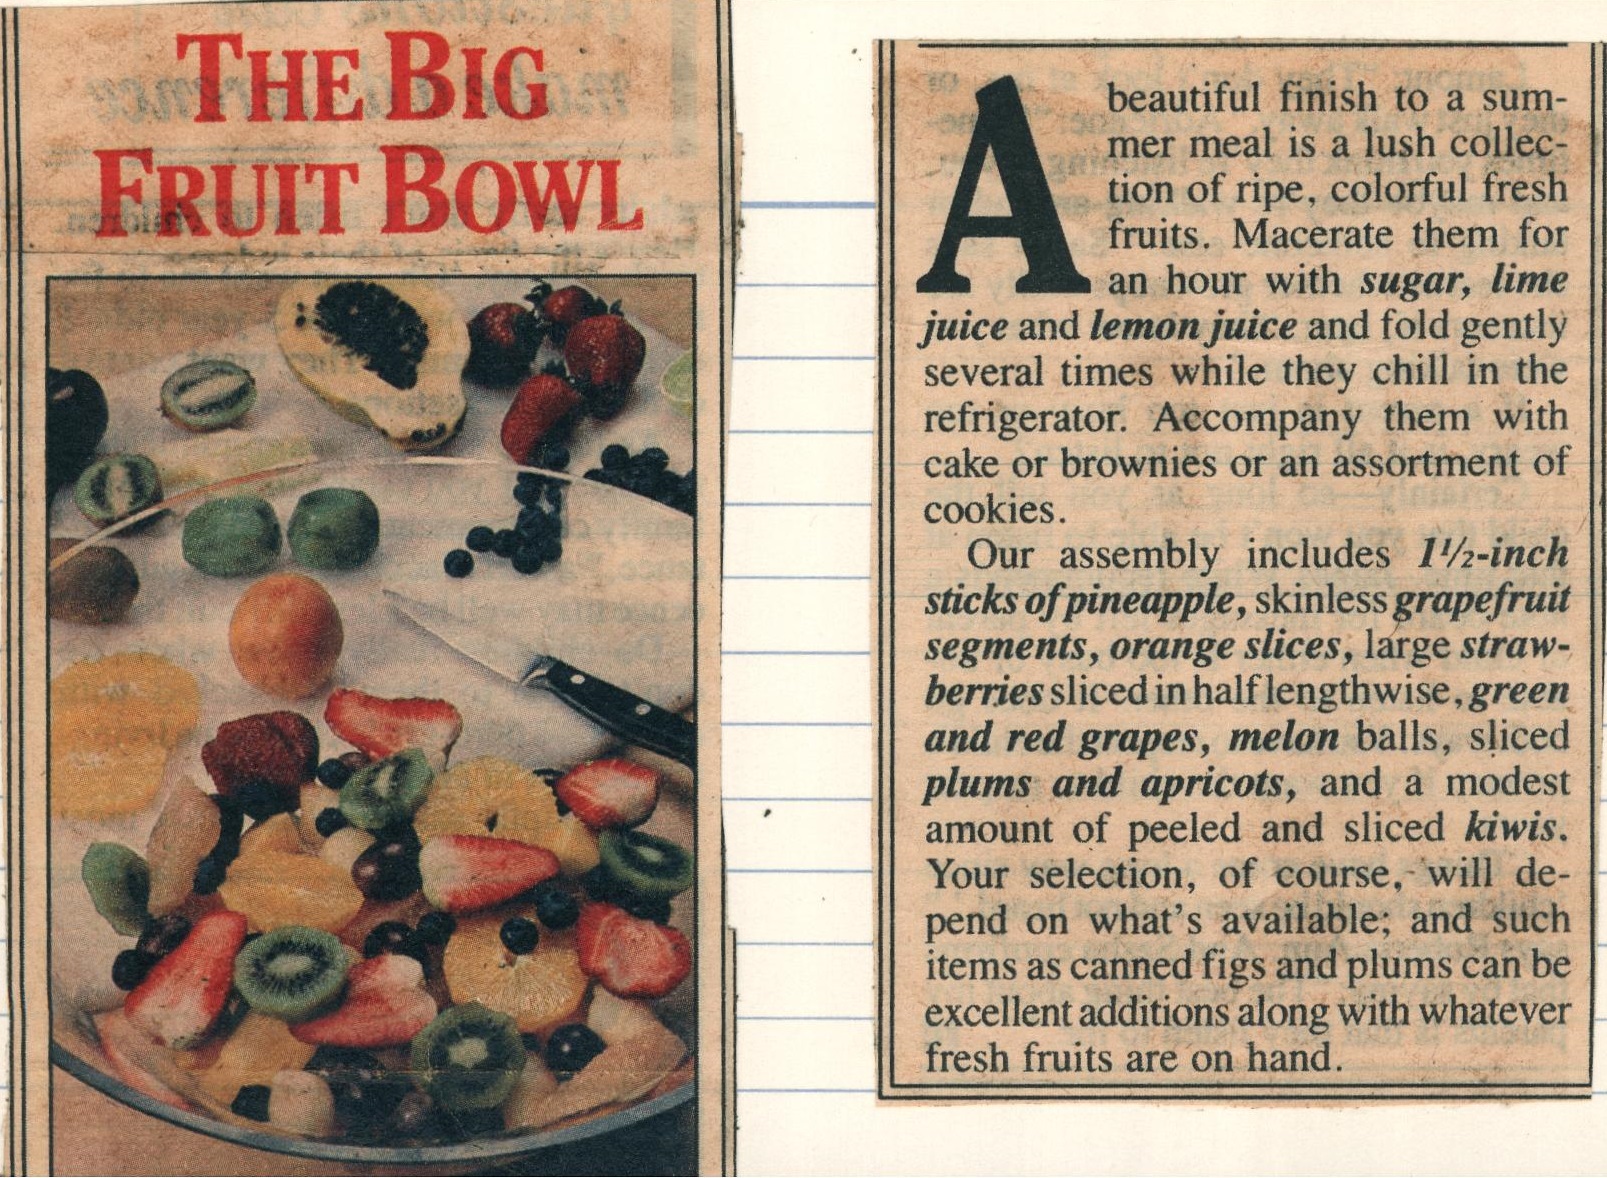 THE BIG
FRUIT BOWL
A beautiful finish to a sum-
mer meal is a lush collec-
tion of ripe, colorful fresh
fruits. Macerate them for
an hour with sugar, lime
juice and lemon juice and fold gently
several times while they chill in the
refrigerator. Accompany them with
cake or brownies or an assortment of
cookies.
Our assembly includes 1½-inch
sticks of pineapple, skinless grapefruit
segments, orange slices, large straw-
berries sliced in half lengthwise, green
and red grapes, melon balls, sliced
plums and apricots, and a modest
amount of peeled and sliced kiwis.
Your selection, of course, will de-
pend on what's available; and such
items as canned figs and plums can be
excellent additions along with whatever
fresh fruits are on hand.